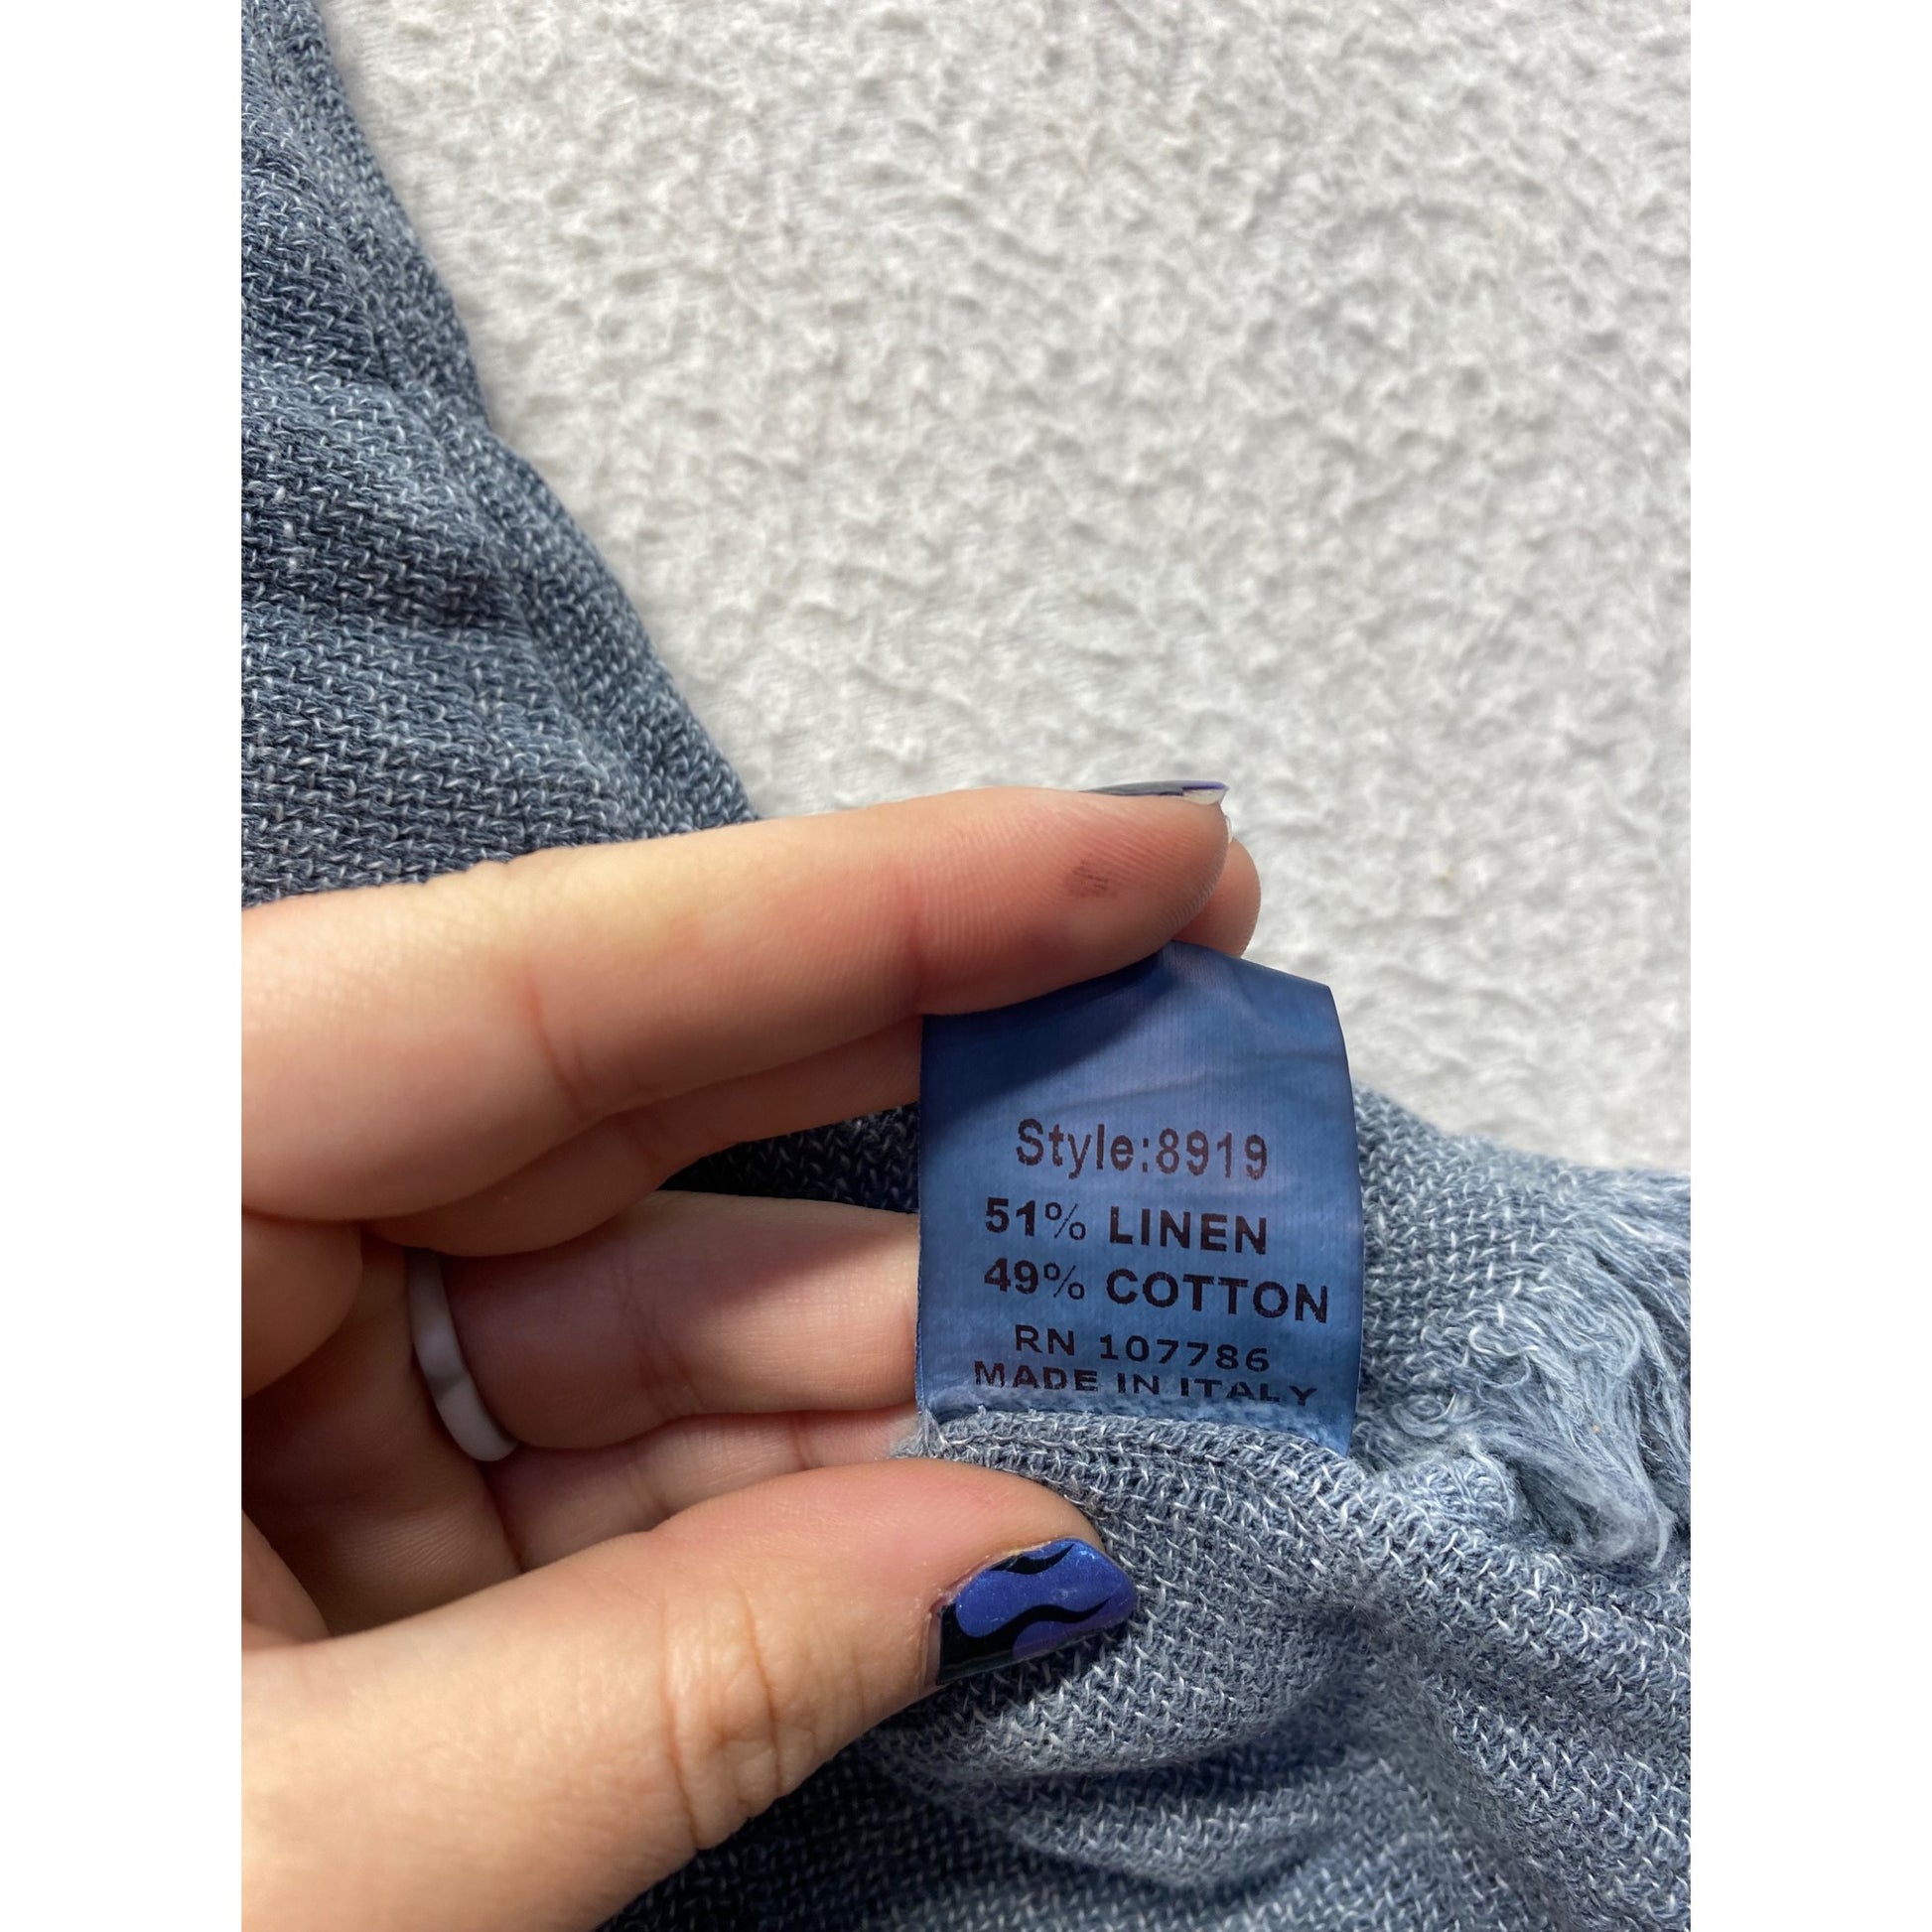 Style:8919
51% LINEN
49% COTTON
RN 107786
MADE IN ITALY